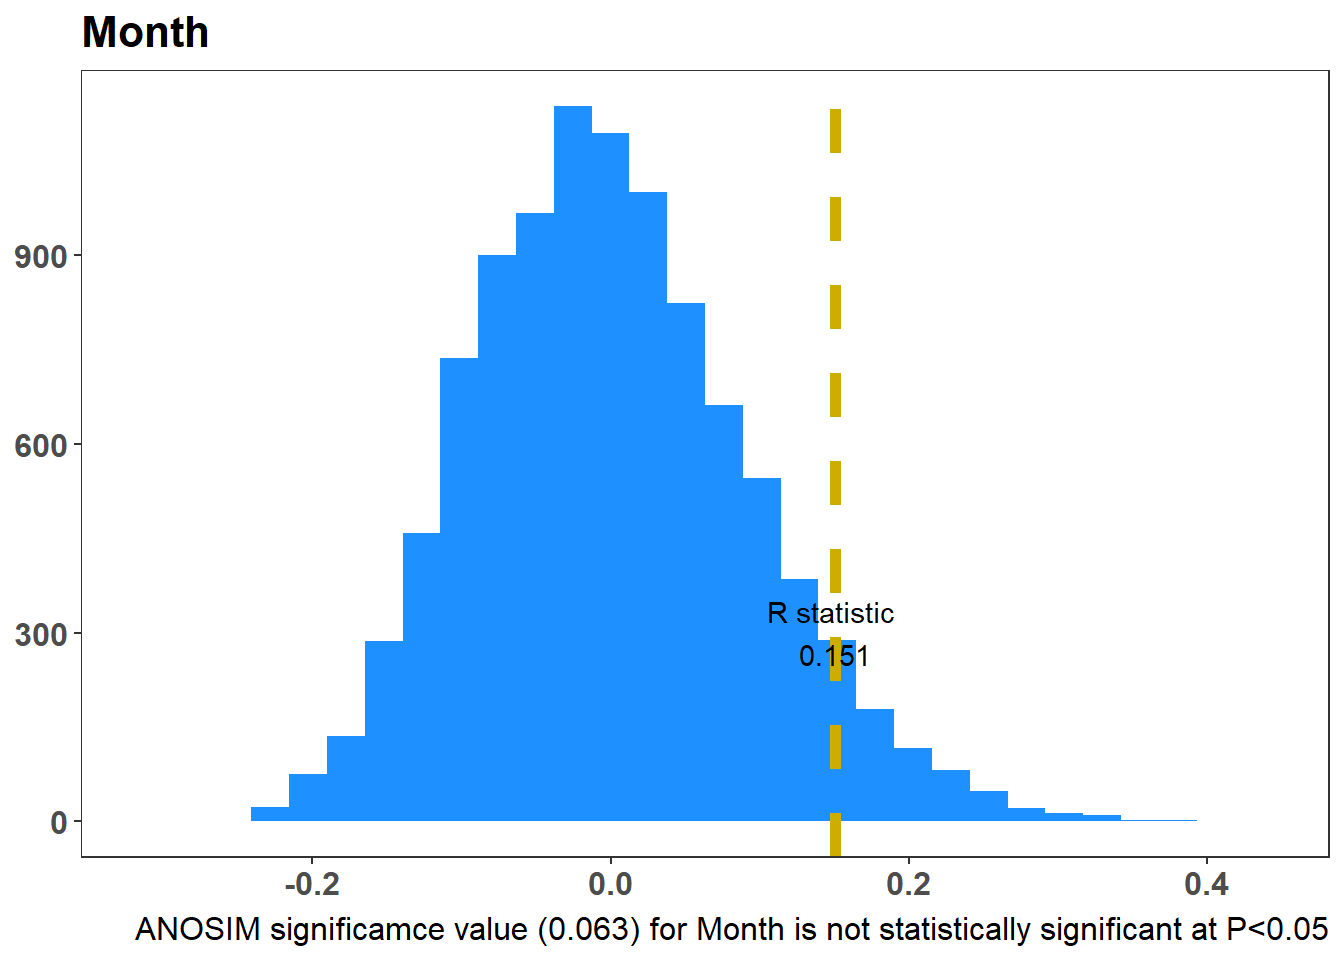 Month
900
600
300
0
R statistic
0.151
-0.2 0.0 0.2 0.4
ANOSIM significamce value (0.063) for Month is not statistically significant at P<0.05